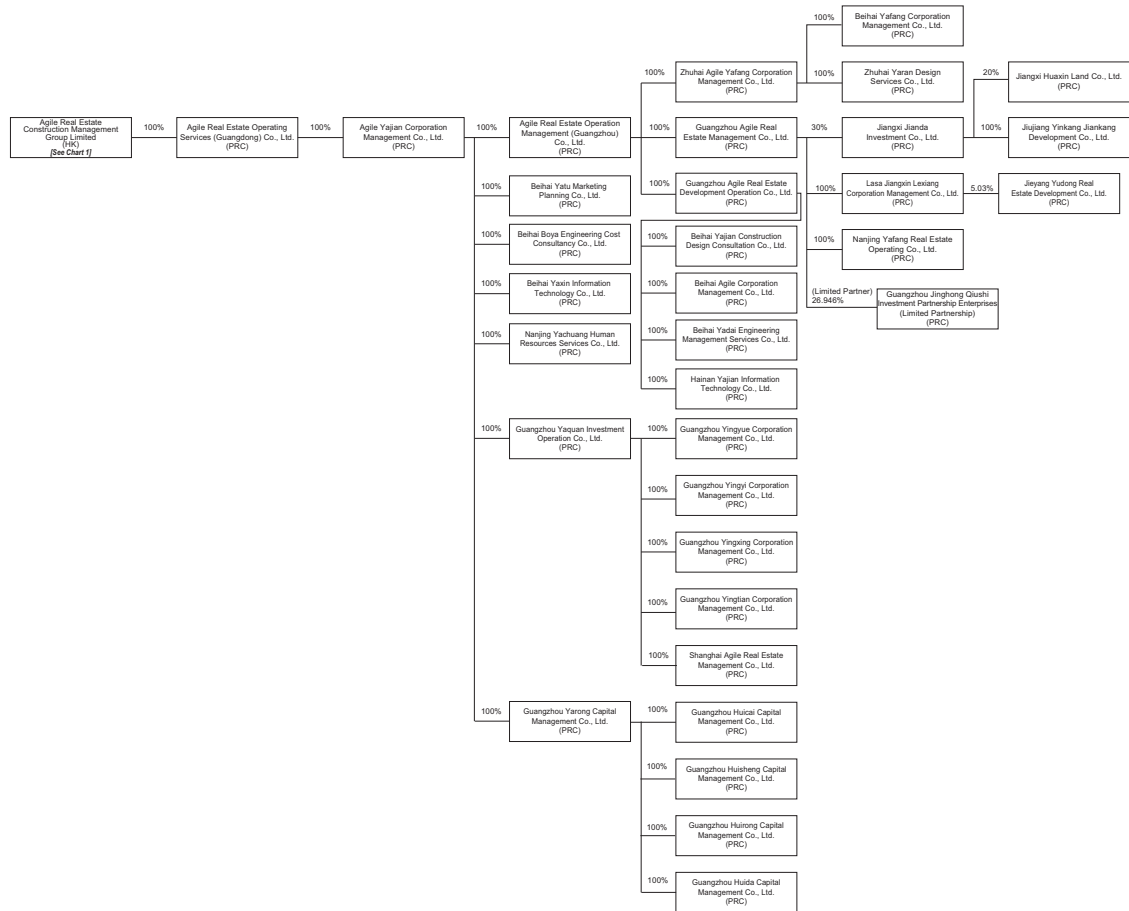 100%
Beihai Yafang Corporation
Management Co., Ltd.
(PRC)
100%
Zhuhai Agile Yafang Corporation
Management Co., Ltd.
(PRC)
100%
Zhuhai Yaran Design
Services Co., Ltd.
(PRC)
20%
Jiangxi Huaxin Land Co., Ltd.
(PRC)
Agile Real Estate
Construction Management
Group Limited
(HK)
[See Chart 1]
100%
Agile Real Estate Operating
Services (Guangdong) Co., Ltd.
(PRC)
100%
Agile Yajian Corporation
Management Co., Ltd.
(PRC)
100%
Agile Real Estate Operation
Management (Guangzhou)
Co., Ltd.
(PRC)
100%
Guangzhou Agile Real
Estate Management Co., Ltd.
(PRC)
30%
Jiangxi Jianda
Investment Co., Ltd.
(PRC)
100%
Jiujiang Yinkang Jiankang
Development Co., Ltd.
(PRC)
100%
Beihai Yatu Marketing
Planning Co., Ltd.
(PRC)
100%
Guangzhou Agile Real Estate
Development Operation Co., Ltd.
(PRC)
100%
Lasa Jiangxin Lexiang
Corporation Management Co., Ltd.
(PRC)
5.03%
Jieyang Yudong Real
Estate Development Co., Ltd.
(PRC)
100%
Beihai Boya Engineering Cost
Consultancy Co., Ltd.
(PRC)
100%
Beihai Yajian Construction
Design Consultation Co., Ltd.
(PRC)
100%
Nanjing Yafang Real Estate
Operating Co., Ltd.
(PRC)
100%
Beihai Yaxin Information
Technology Co., Ltd.
(PRC)
100%
Beihai Agile Corporation
Management Co., Ltd.
(PRC)
(Limited Partner)
26.946%
Guangzhou Jinghong Qiushi
Investment Partnership Enterprises
(Limited Partnership)
(PRC)
100%
Nanjing Yachuang Human
Resources Services Co., Ltd.
(PRC)
100%
Beihai Yadai Engineering
Management Services Co., Ltd.
(PRC)
100%
Hainan Yajian Information
Technology Co., Ltd.
(PRC)
100%
Guangzhou Yaquan Investment
Operation Co., Ltd.
(PRC)
100%
Guangzhou Yingyue Corporation
Management Co., Ltd.
(PRC)
100%
Guangzhou Yingyi Corporation
Management Co., Ltd.
(PRC)
100%
Guangzhou Yingxing Corporation
Management Co., Ltd.
(PRC)
100%
Guangzhou Yingtian Corporation
Management Co., Ltd.
(PRC)
100%
Shanghai Agile Real Estate
Management Co., Ltd.
(PRC)
100%
Guangzhou Yarong Capital
Management Co., Ltd.
(PRC)
100%
Guangzhou Huicai Capital
Management Co., Ltd.
(PRC)
100%
Guangzhou Huisheng Capital
Management Co., Ltd.
(PRC)
100%
Guangzhou Huirong Capital
Management Co., Ltd.
(PRC)
100%
Guangzhou Huida Capital
Management Co., Ltd.
(PRC)